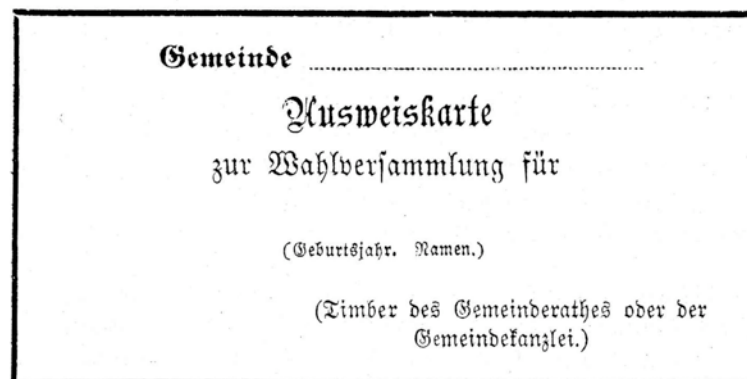 Gemeinde ........................................
Ausweiskarte
zur Wahlversammlung für
(Geburtsjahr. Namen.)
(Timber des Gemeinderathes oder der
Gemeindekanzlei.)